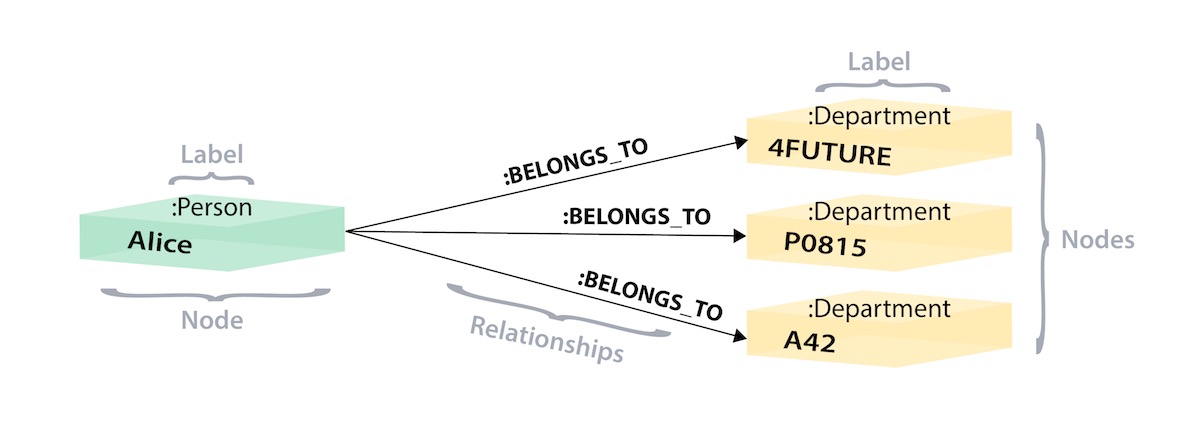 Label
:Department
4FUTURE
:BELONGS_TO
Label
:Person
Alice
:BELONGS_TO
:Department
P0815
Nodes
Node
:BELONGS_TO
Relationships
:Department
A42